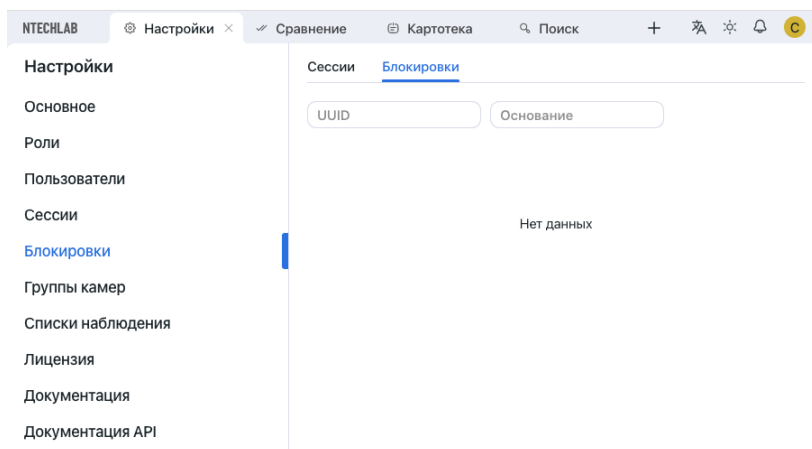 NTECHLAB Настройки Сравнение Картотека Поиск C
Настройки
Сессии Блокировки
Основное
UUID Основание
Роли
Пользователи
Сессии
Нет данных
Блокировки
Группы камер
Списки наблюдения
Лицензия
Документация
Документация API